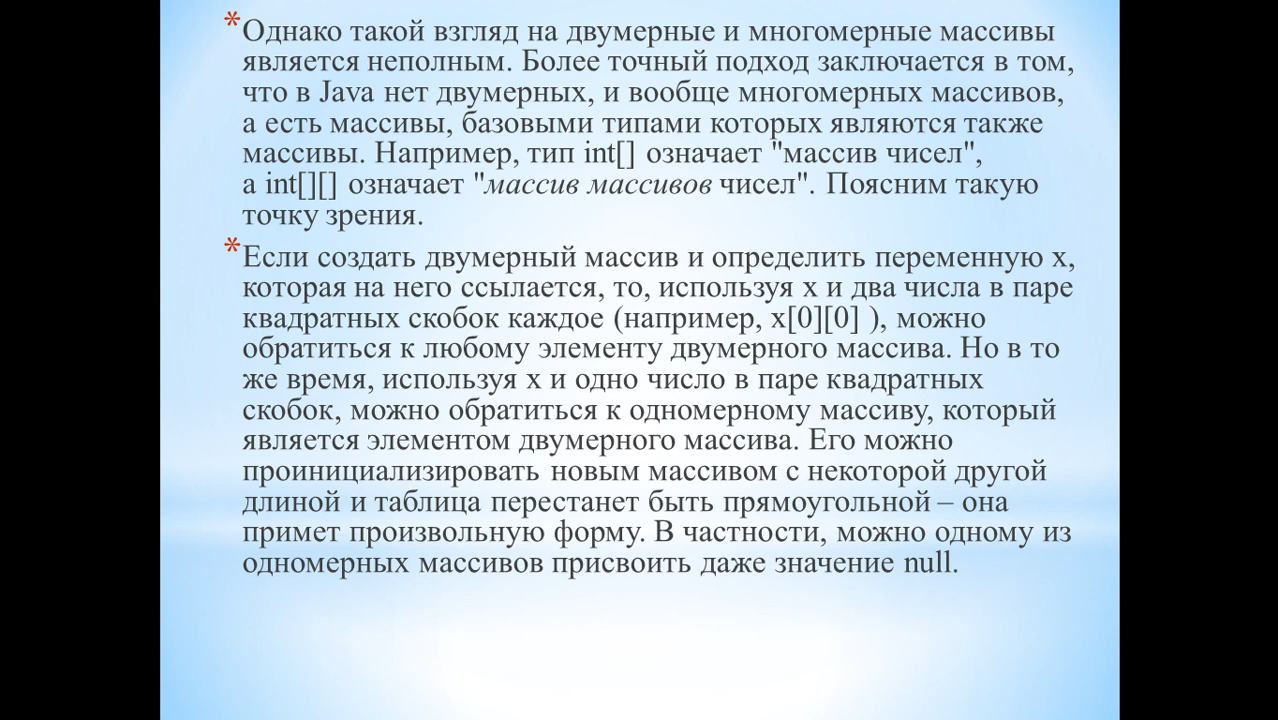 * Однако такой взгляд на двумерные и многомерные массивы
является неполным. Более точный подход заключается в том,
что в Java нет двумерных, и вообще многомерных массивов,
а есть массивы, базовыми типами которых являются также
массивы. Например, тип int[] означает "массив чисел",
а int[][] означает "массив массивов чисел". Поясним такую
точку зрения.
* Если создать двумерный массив и определить переменную x,
которая на него ссылается, то, используя x и два числа в паре
квадратных скобок каждое (например, x[0][0] ), можно
обратиться к любому элементу двумерного массива. Но в то
же время, используя x и одно число в паре квадратных
скобок, можно обратиться к одномерному массиву, который
является элементом двумерного массива. Его можно
проинициализировать новым массивом с некоторой другой
длиной и таблица перестанет быть прямоугольной – она
примет произвольную форму. В частности, можно одному из
одномерных массивов присвоить даже значение null.